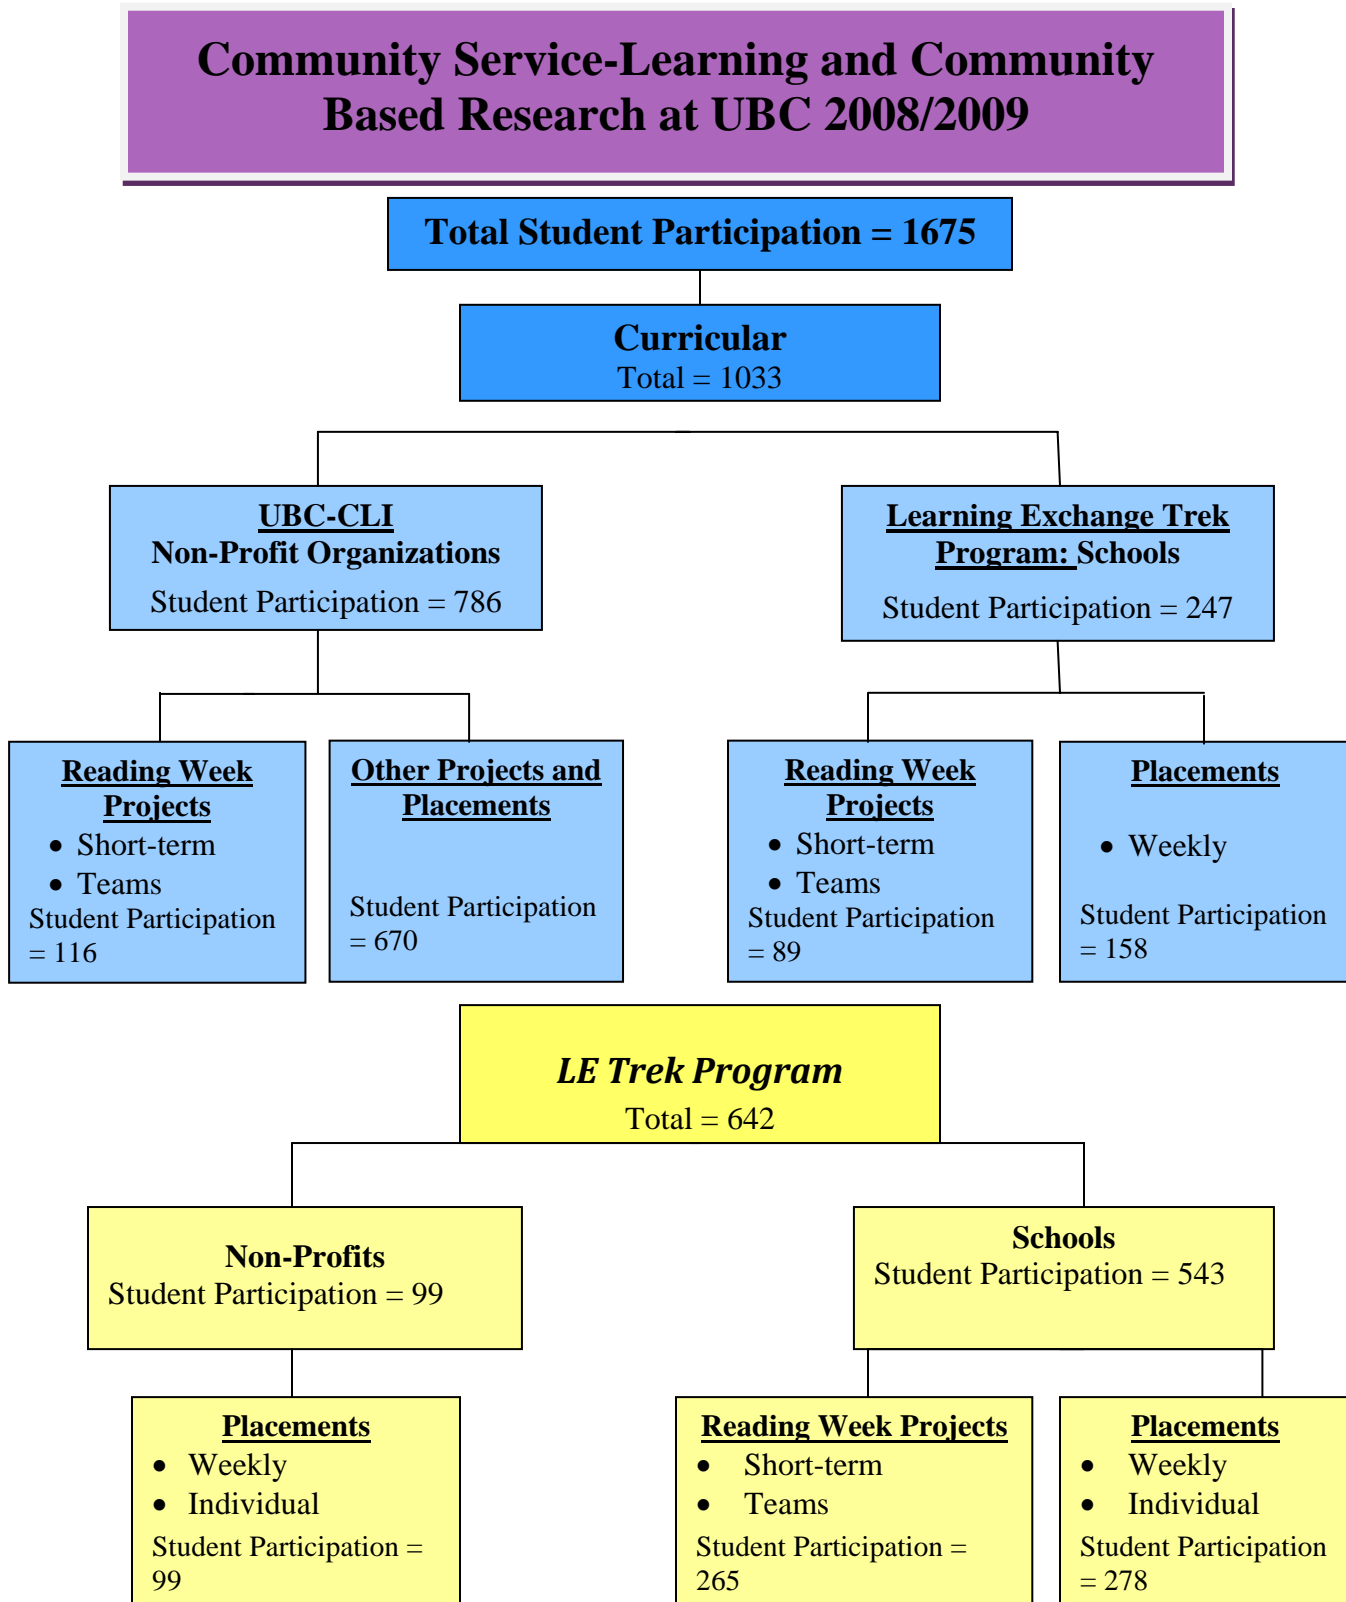 Community Service-Learning and Community
Based Research at UBC 2008/2009
Total Student Participation = 1675
Curricular
Total = 1033
UBC-CLI
Non-Profit Organizations
Student Participation = 786
Learning Exchange Trek
Program: Schools
Student Participation = 247
Reading Week
Projects
• Short-term
• Teams
Student Participation
= 116
Other Projects and
Placements
Student Participation
= 670
Reading Week
Projects
• Short-term
• Teams
Student Participation
= 89
Placements
• Weekly
Student Participation
= 158
LE Trek Program
Total = 642
Non-Profits
Student Participation = 99
Schools
Student Participation = 543
Placements
• Weekly
• Individual
Student Participation =
99
Reading Week Projects
• Short-term
• Teams
Student Participation =
265
Placements
• Weekly
• Individual
Student Participation
= 278